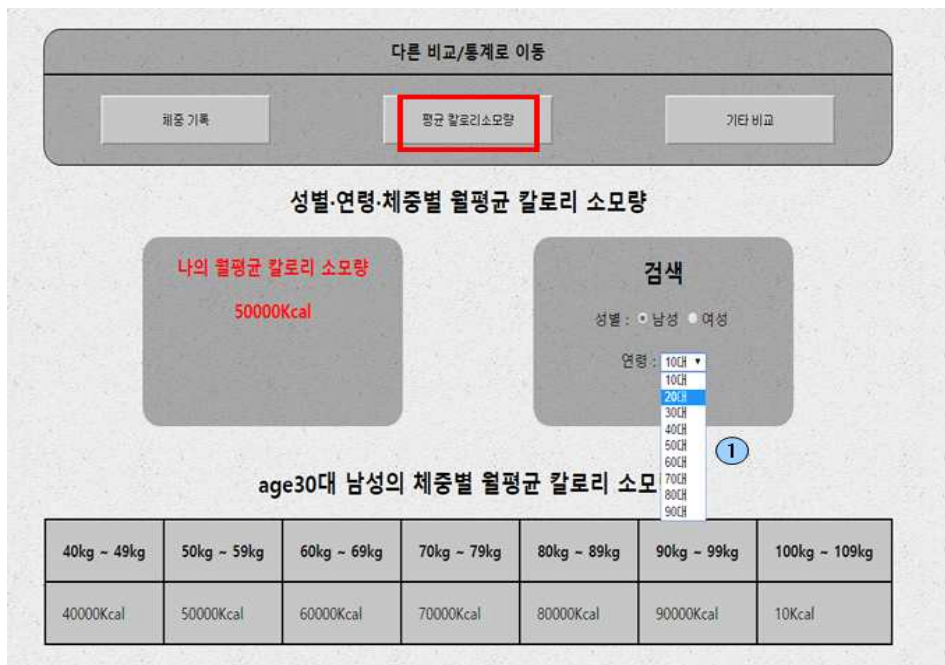 다른 비교/통계로 이동
체중 기록
평균 칼로리소모량
기타 비교
성별·연령·체중별 월평균 칼로리 소모량
나의 월평균 칼로리 소모량
50000Kcal
검색
성별 : 남성 여성
연령 : 10대
10대
20대
30대
40대
50대
60대
70대
80대
90대
1
age30대 남성의 체중별 월평균 칼로리 소모
40kg ~ 49kg 50kg ~ 59kg 60kg ~ 69kg 70kg ~ 79kg 80kg ~ 89kg 90kg ~ 99kg 100kg ~ 109kg
40000Kcal 50000Kcal 60000Kcal 70000Kcal 80000Kcal 90000Kcal 10Kcal